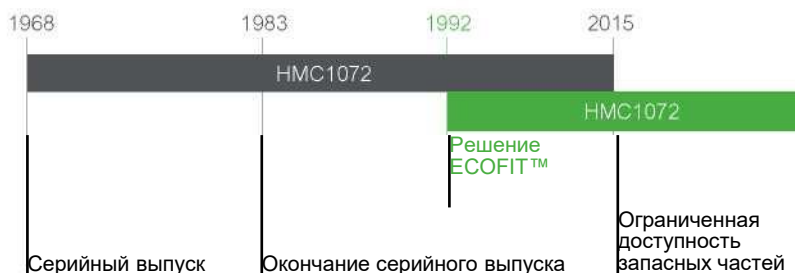 1968 1983 1992 2015
HMC1072
HMC1072
Решение
ECOFIT™
Ограниченная
доступность
Серийный выпуск Окончание серийного выпуска запасных частей